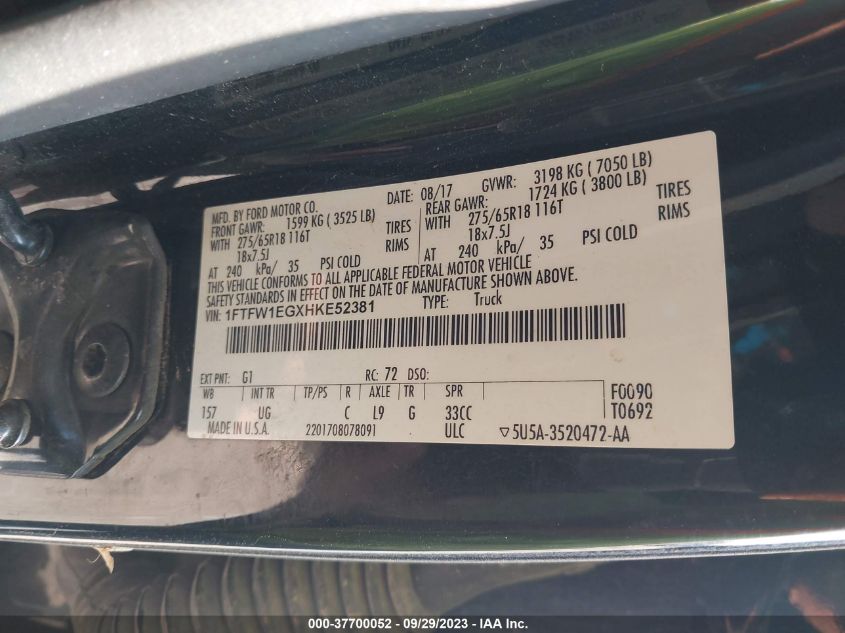 MFD. BY FORD MOTOR CO. DATE: 08/17 GVWR: 3198 KG ( 7050 LB)
FRONT GAWR: 1599 KG ( 3525 LB) REAR GAWR: 1724 KG ( 3800 LB)
WITH 275/65R18 116T TIRES WITH 275/65R18 116T TIRES
18x7.5J RIMS 18x7.5J RIMS
AT 240 kPa/ 35 PSI COLD AT 240 kPa/ 35 PSI COLD
THIS VEHICLE CONFORMS TO ALL APPLICABLE FEDERAL MOTOR VEHICLE
SAFETY STANDARDS IN EFFECT ON THE DATE OF MANUFACTURE SHOWN ABOVE.
VIN: 1FTFW1EGXHKE52381 TYPE: Truck
EXT PNT: G1 RC: 72 DSO:
WB INT TR TP/PS R AXLE TR SPR F0090
157 UG C L9 G 33CC T0692
MADE IN U.S.A. 2201708078091 ULC ▽5U5A-3520472-AA
000-37700052 - 09/29/2023 - IAA Inc.